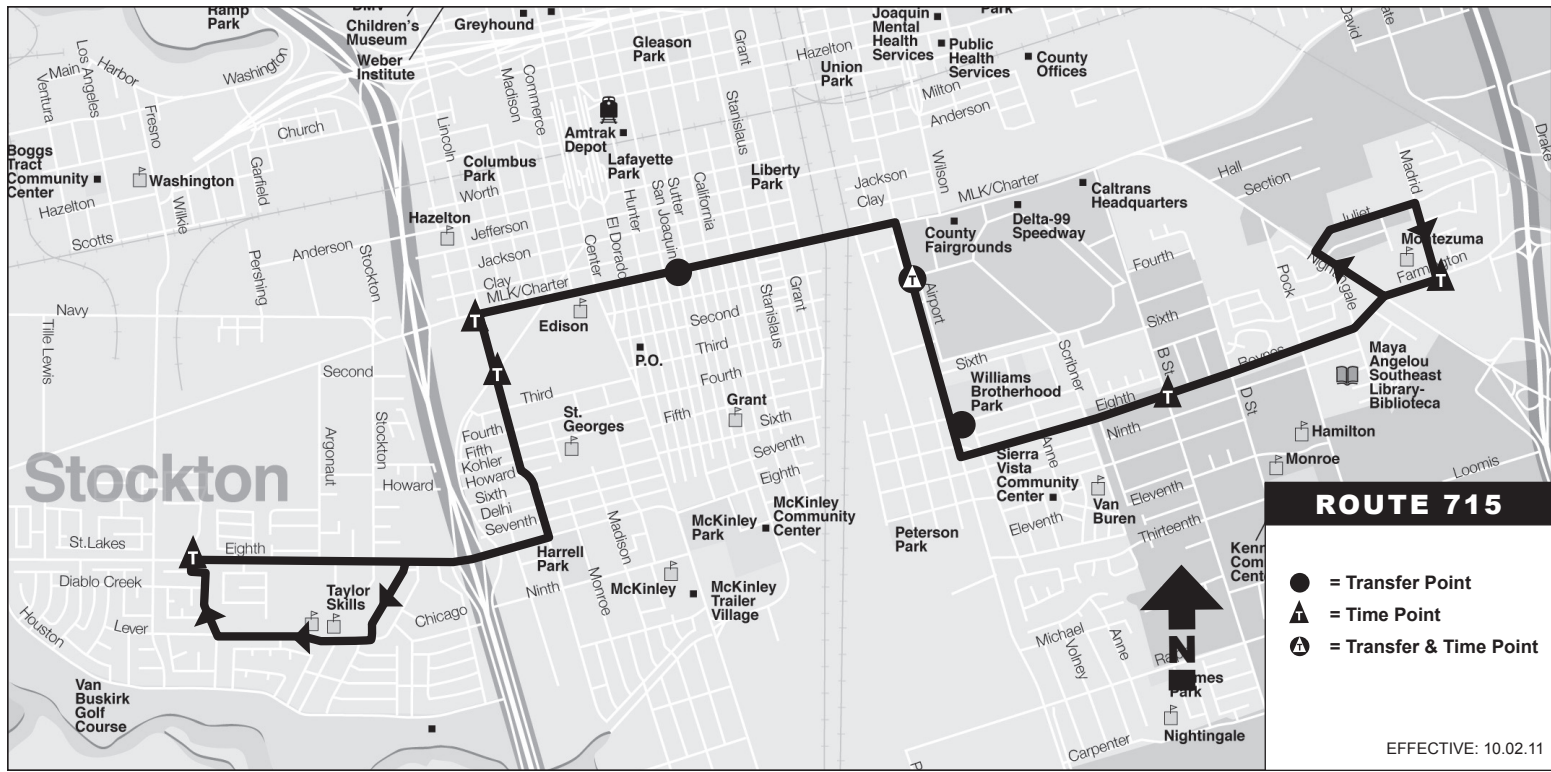 Ramp
Park
DMV
Children's
Museum
Weber
Institute
Greyhound
Gleason
Park
Grant
Hazelton
Union
Park
Joaquin
Mental
Health
Services
Park
Public
Health
Services
County
Offices
David
Drake
Main
Harbor
Los Angeles
Ventura
Fresno
Washington
Church
Madison
Commerce
Stanislaus
Milton
Anderson
Lincoln
Amtrak
Depot
Lafayette
Park
Columbus
Park
Worth
Liberty
Park
Boggs
Tract
Community
Center
Washington
Garfield
Wilkie
Hazelton
Scotts
Hazelton
Jefferson
Jackson
Clay
MLK/Charter
Hunter
El Dorado
Center
San Joaquin
Sutter
California
Jackson
Clay
Wilson
MLK/Charter
Caltrans
Headquarters
Delta-99
Speedway
County
Fairgrounds
Hall
Section
Madrid
Juliet
Montezuma
Farmington
Nightingale
Pock
Anderson
Pershing
Stockton
Navy
Tille Lewis
Edison
P.O.
Second
Third
Fourth
Stanislaus
Grant
Airport
Fourth
Sixth
Sixth
Scribner
B St
D St
Maya
Angelou
Southeast
Library-
Biblioteca
Second
Stockton
Argonaut
Third
St.
Georges
Grant
Fifth
Sixth
Seventh
Eighth
Williams
Brotherhood
Park
Eighth
Ninth
Anne
Hamilton
Monroe
Loomis
Stockton
Howard
Fourth
Fifth
Kohler
Howard
Sixth
Delhi
Seventh
Sierra
Vista
Community
Center
Van
Buren
Eleventh
Eleventh
Thirteenth
McKinley
Park
McKinley
Community
Center
Peterson
Park
St.Lakes
Eighth
Diablo Creek
Harrell
Park
Madison
Monroe
Ninth
McKinley
McKinley
Trailer
Village
Taylor
Skills
Chicago
Lever
Houston
Van
Buskirk
Golf
Course
Michael
Volney
Anne
N
Park
Nightingale
Carpenter
ROUTE 715
= Transfer Point
T = Time Point
T = Transfer & Time Point
EFFECTIVE: 10.02.11